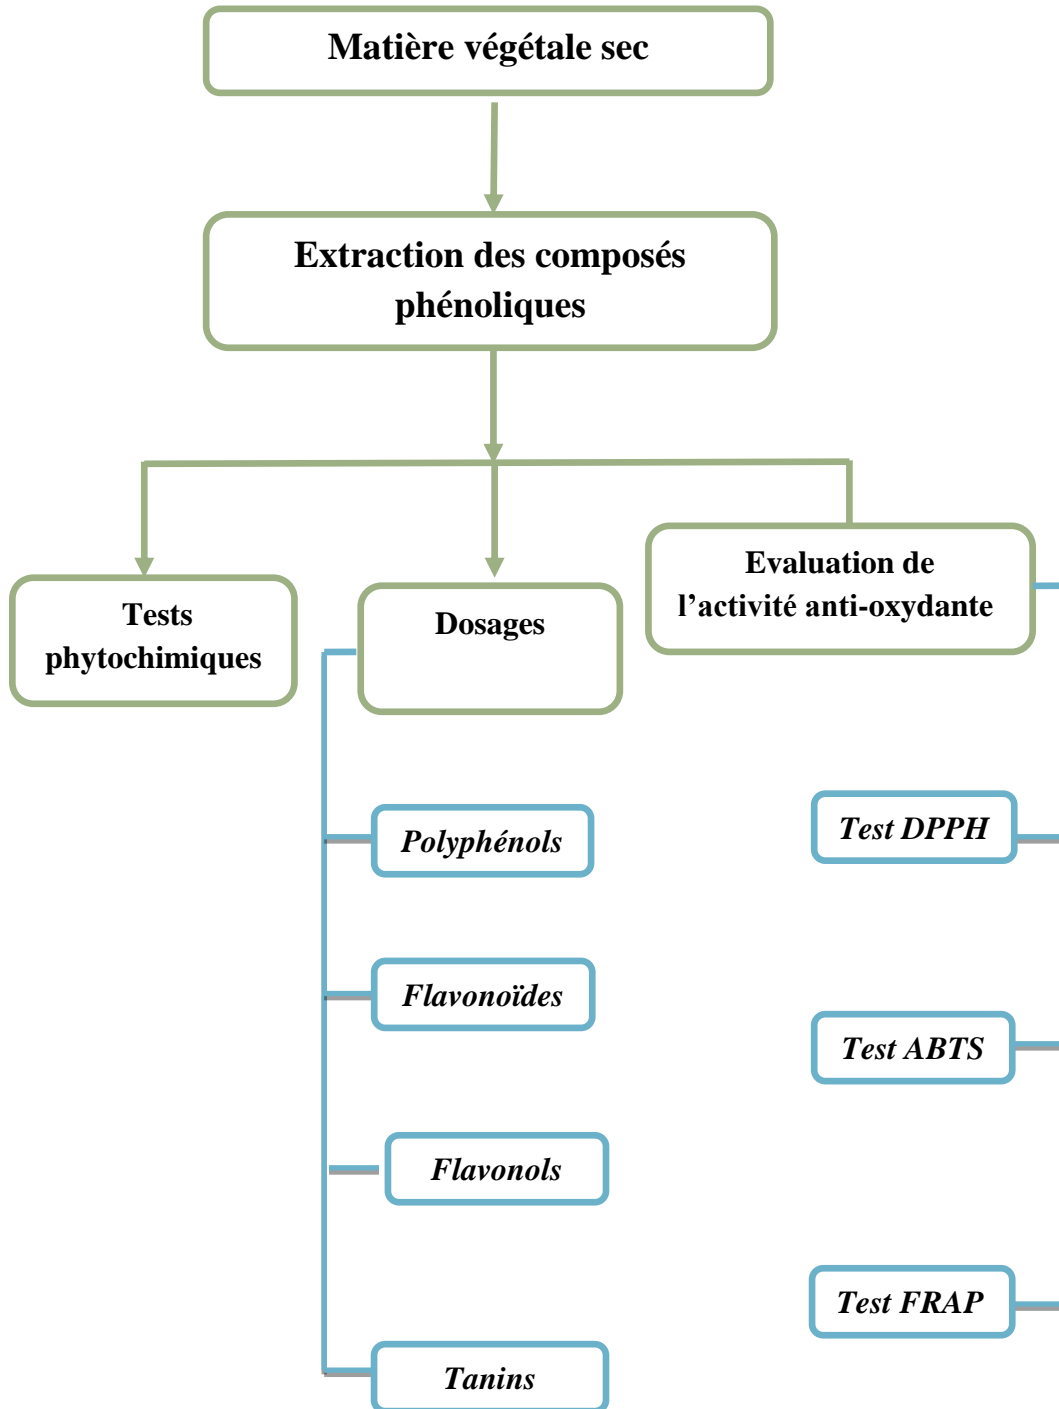 Matière végétale sec
Extraction des composés
phénoliques
Tests
phytochimiques
Dosages
Evaluation de
l’activité anti-oxydante
Polyphénols
Flavonoïdes
Flavonols
Tanins
Test DPPH
Test ABTS
Test FRAP